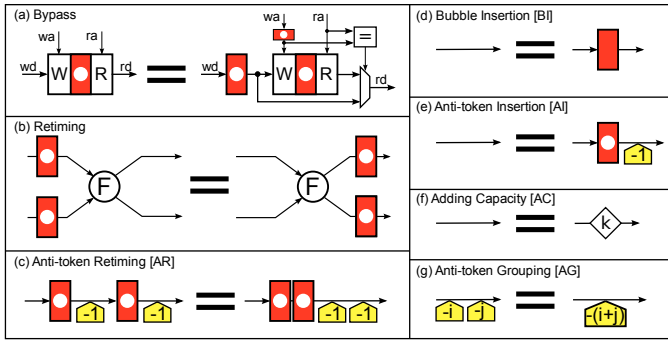 (a) Bypass
wa
ra
wd
W
R
rd
=
wa
ra
=
wd
W
R
rd
(b) Retiming
F
=
F
(c) Anti-token Retiming [AR]
-1
-1
=
-1
-1
(d) Bubble Insertion [BI]
=
(e) Anti-token Insertion [AI]
=
-1
(f) Adding Capacity [AC]
=
k
(g) Anti-token Grouping [AG]
-i
-j
=
-(i+j)